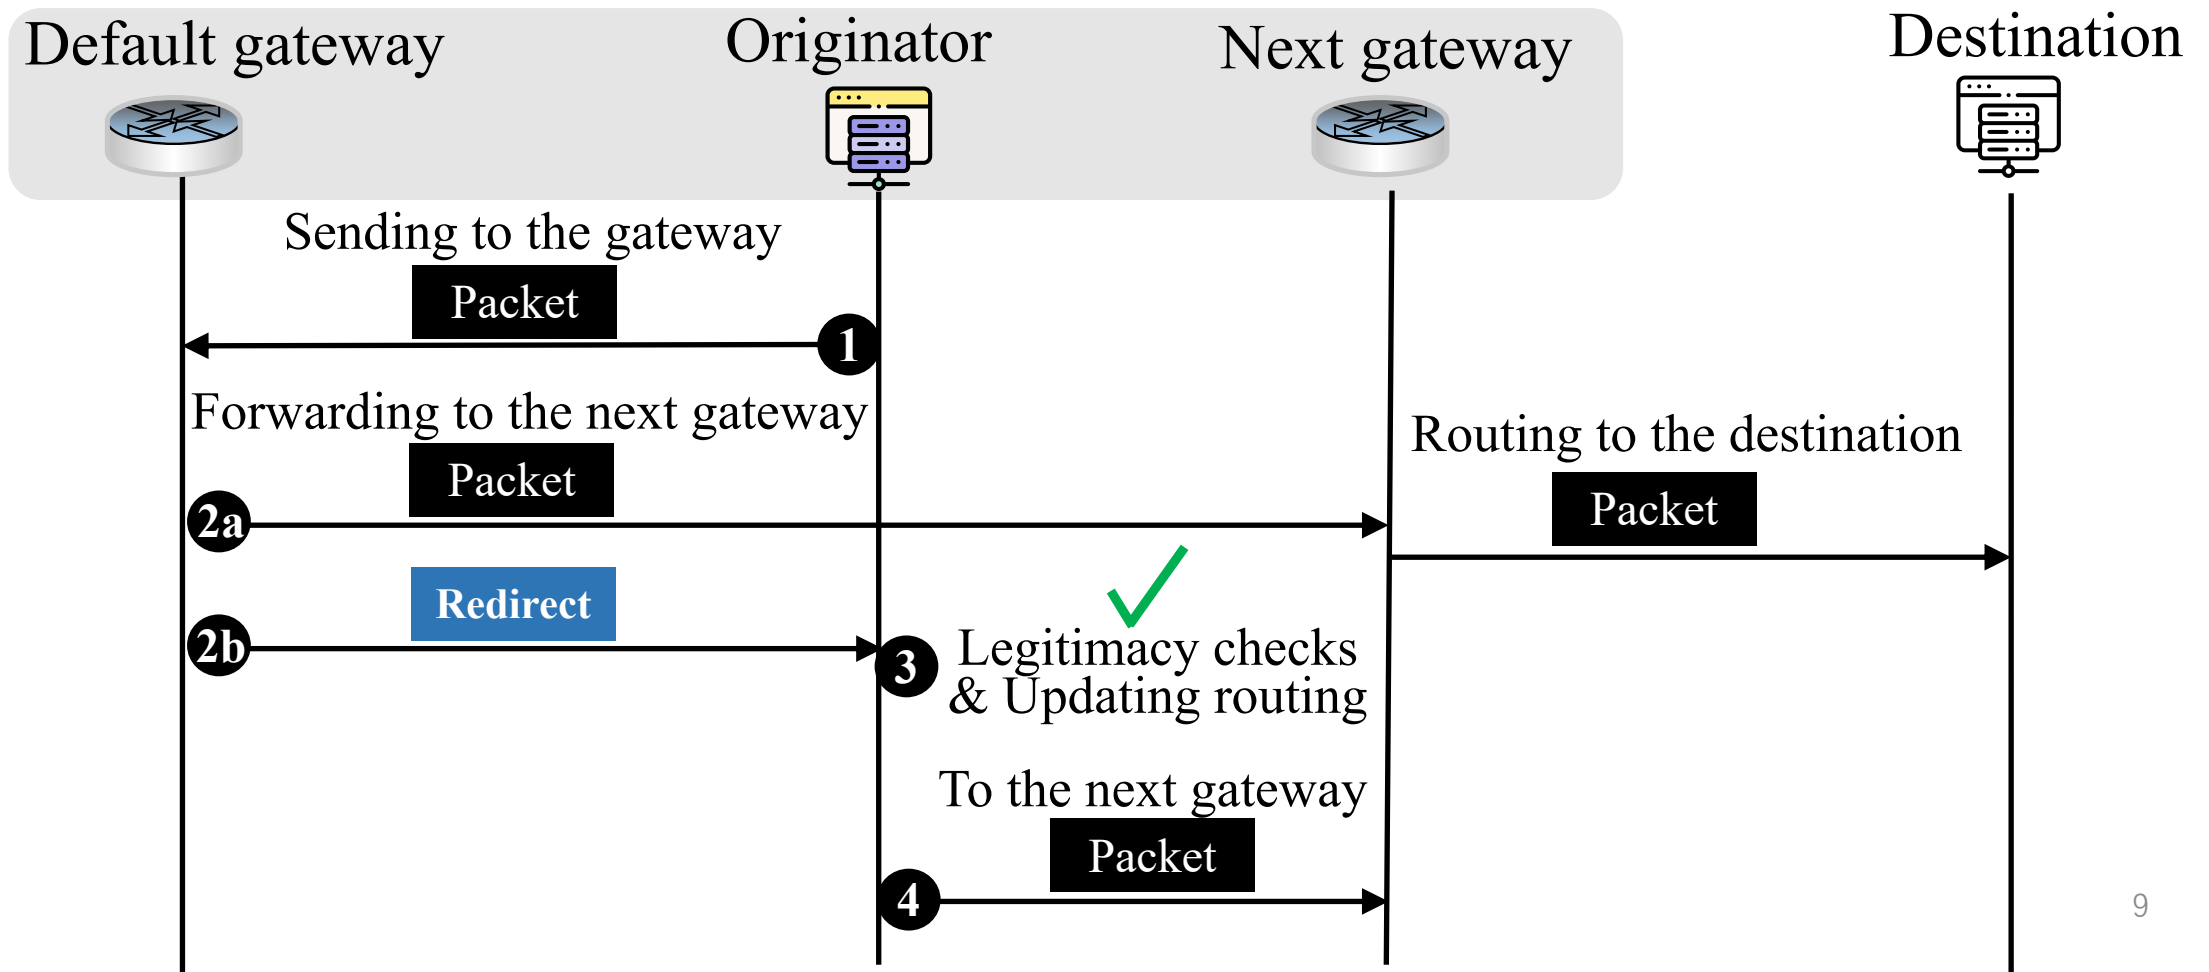 Default gateway
Originator
Next gateway
Destination
Sending to the gateway
Packet
1
Forwarding to the next gateway
Packet
2a
Routing to the destination
Packet
Redirect
2b
3
Legitimacy checks
& Updating routing
To the next gateway
Packet
4
9